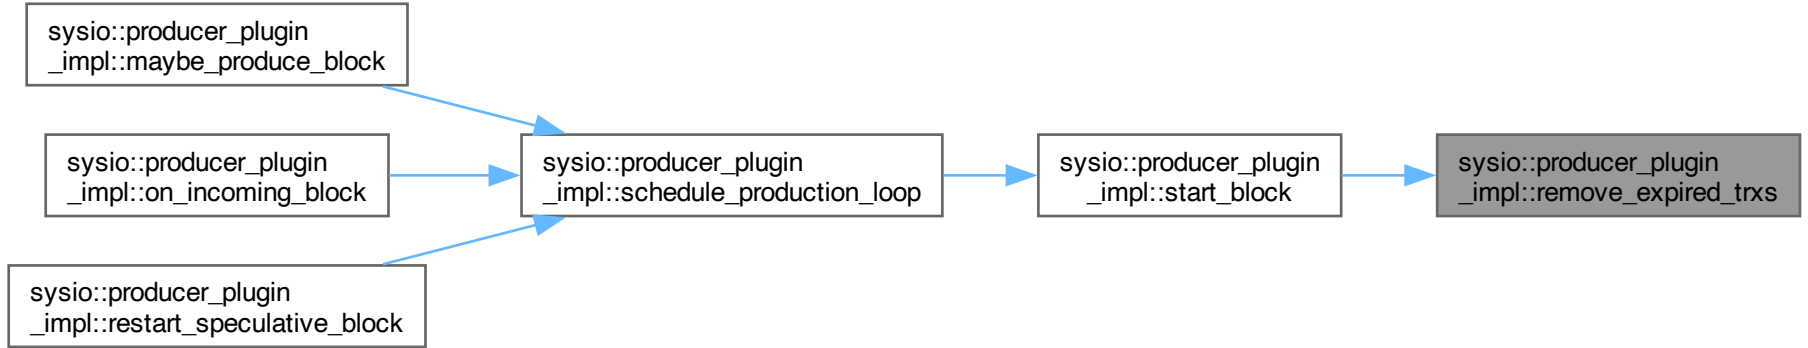 sysio::producer_plugin
_impl::maybe_produce_block
sysio::producer_plugin
_impl::on_incoming_block
sysio::producer_plugin
_impl::restart_speculative_block
sysio::producer_plugin
_impl::schedule_production_loop
sysio::producer_plugin
_impl::start_block
sysio::producer_plugin
_impl::remove_expired_trxs